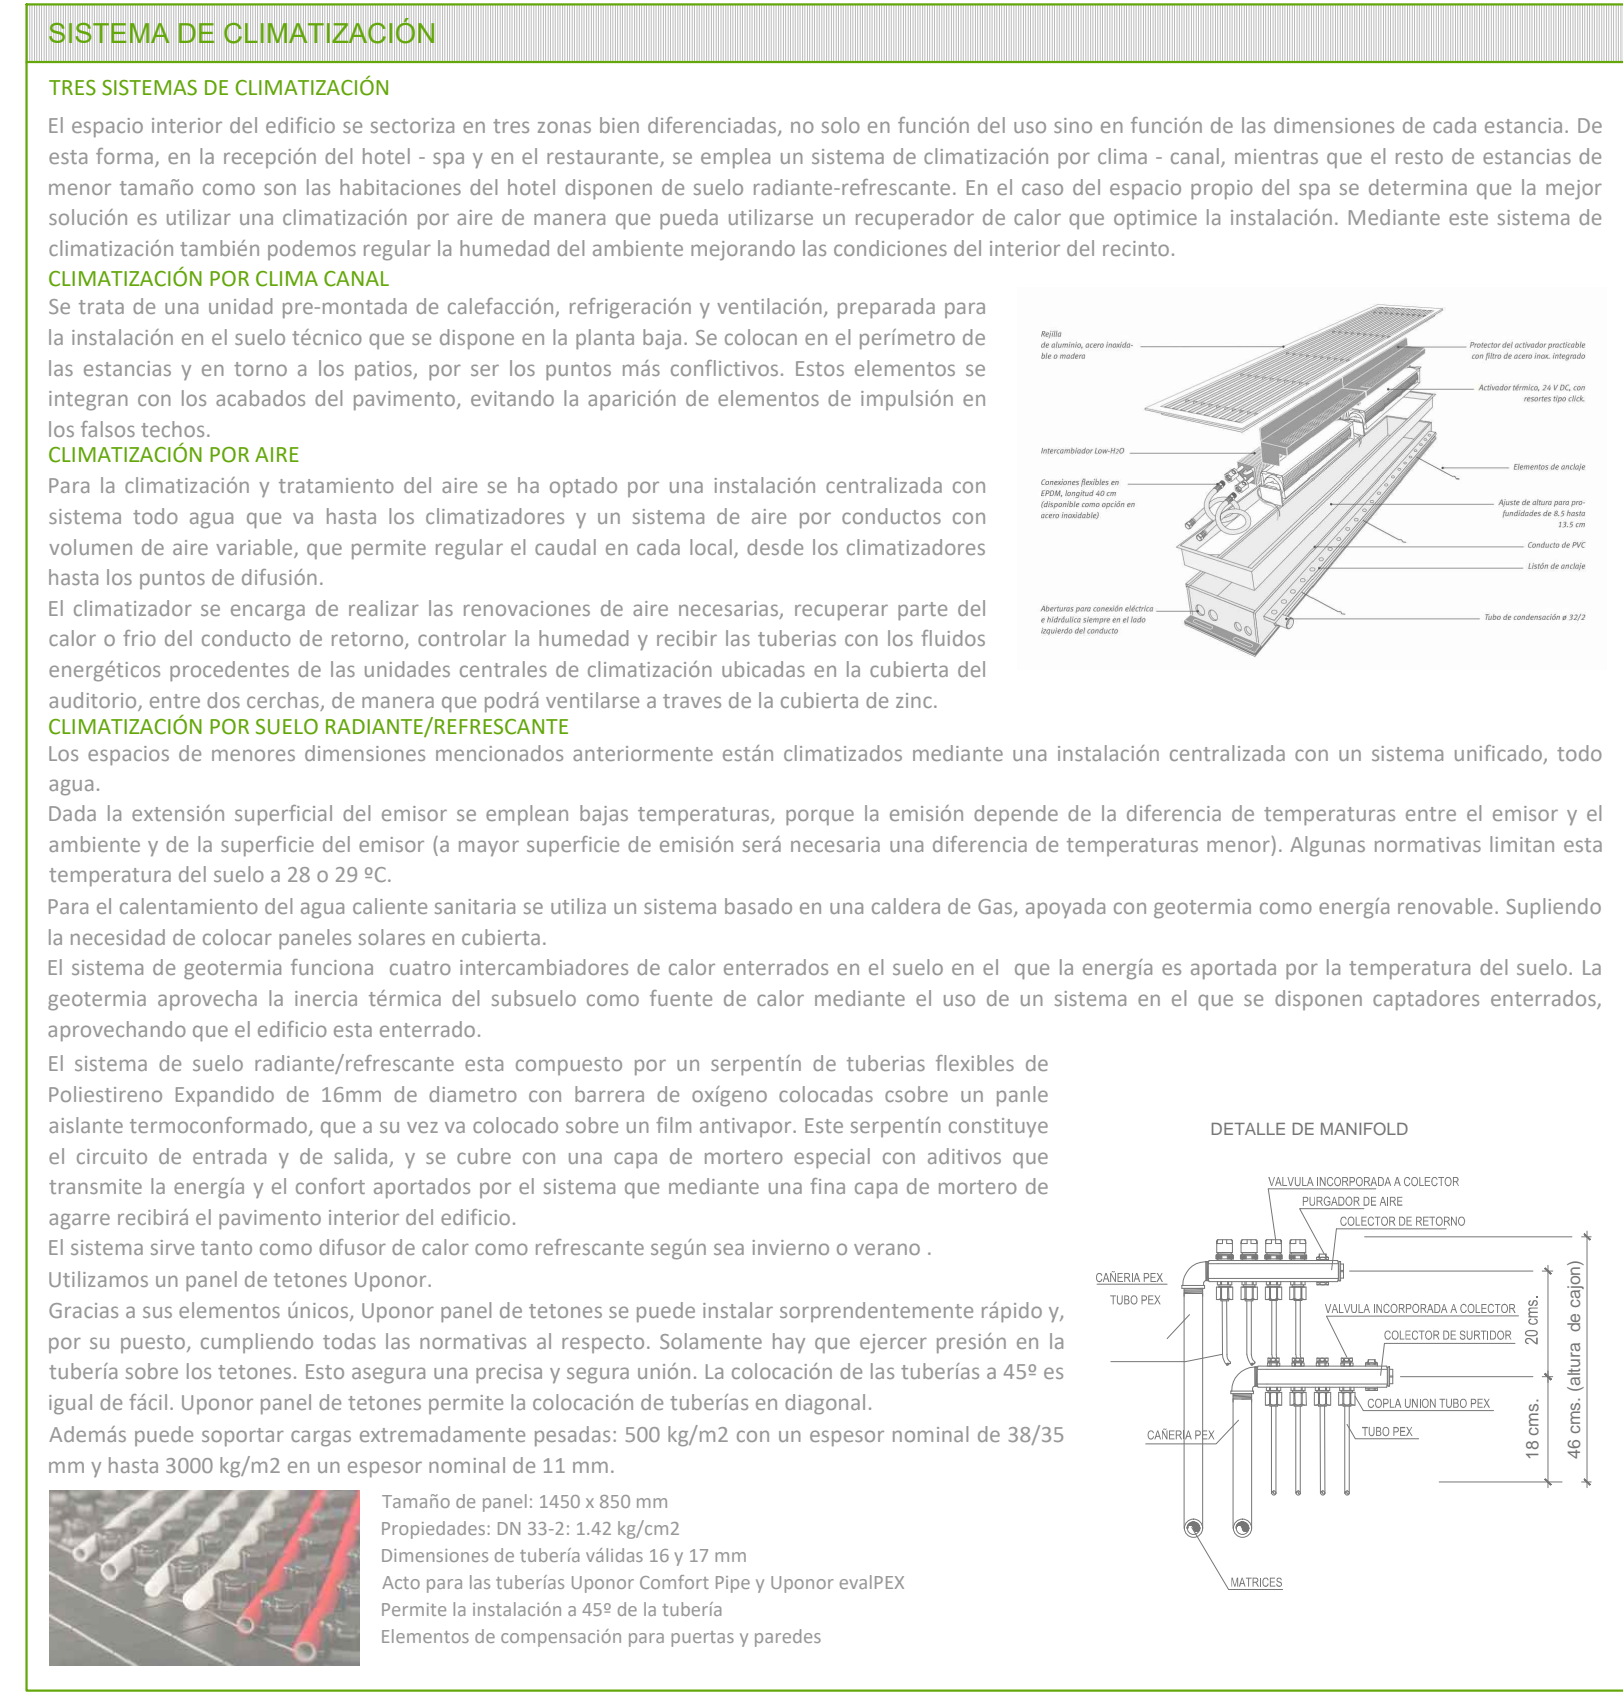 SISTEMA DE CLIMATIZACIÓN
TRES SISTEMAS DE CLIMATIZACIÓN
El espacio interior del edificio se sectoriza en tres zonas bien diferenciadas, no solo en función del uso sino en función de las dimensiones de cada estancia. De
esta forma, en la recepción del hotel - spa y en el restaurante, se emplea un sistema de climatización por clima - canal, mientras que el resto de estancias de
menor tamaño como son las habitaciones del hotel disponen de suelo radiante-refrescante. En el caso del espacio propio del spa se determina que la mejor
solución es utilizar una climatización por aire de manera que pueda utilizarse un recuperador de calor que optimice la instalación. Mediante este sistema de
climatización también podemos regular la humedad del ambiente mejorando las condiciones del interior del recinto.
CLIMATIZACIÓN POR CLIMA CANAL
Se trata de una unidad pre-montada de calefacción, refrigeración y ventilación, preparada para
la instalación en el suelo técnico que se dispone en la planta baja. Se colocan en el perímetro de
las estancias y en torno a los patios, por ser los puntos más conflictivos. Estos elementos se
integran con los acabados del pavimento, evitando la aparición de elementos de impulsión en
los falsos techos.
CLIMATIZACIÓN POR AIRE
Para la climatización y tratamiento del aire se ha optado por una instalación centralizada con
sistema todo agua que va hasta los climatizadores y un sistema de aire por conductos con
volumen de aire variable, que permite regular el caudal en cada local, desde los climatizadores
hasta los puntos de difusión.
El climatizador se encarga de realizar las renovaciones de aire necesarias, recuperar parte del
calor o frio del conducto de retorno, controlar la humedad y recibir las tuberias con los fluidos
energéticos procedentes de las unidades centrales de climatización ubicadas en la cubierta del
auditorio, entre dos cerchas, de manera que podrá ventilarse a traves de la cubierta de zinc.
Rejilla
de aluminio, acero inoxida-
ble o madera
Intercambiador Low-H2O
Conexiones flexibles en
EPDM, longitud 40 cm
(disponible como opción en
acero inoxidable)
Aberturas para conexión eléctrica
e hidráulica siempre en el lado
izquierdo del conducto
Protector del activador practicable
con filtro de acero inox. integrado
Activador térmico, 24 V DC, con
resortes tipo click.
Elementos de anclaje
Ajuste de altura para pro-
fundidades de 8.5 hasta
13.5 cm
Conducto de PVC
Listón de anclaje
Tubo de condensación ø 32/2
CLIMATIZACIÓN POR SUELO RADIANTE/REFRESCANTE
Los espacios de menores dimensiones mencionados anteriormente están climatizados mediante una instalación centralizada con un sistema unificado, todo
agua.
Dada la extensión superficial del emisor se emplean bajas temperaturas, porque la emisión depende de la diferencia de temperaturas entre el emisor y el
ambiente y de la superficie del emisor (a mayor superficie de emisión será necesaria una diferencia de temperaturas menor). Algunas normativas limitan esta
temperatura del suelo a 28 o 29 ºC.
Para el calentamiento del agua caliente sanitaria se utiliza un sistema basado en una caldera de Gas, apoyada con geotermia como energía renovable. Supliendo
la necesidad de colocar paneles solares en cubierta.
El sistema de geotermia funciona cuatro intercambiadores de calor enterrados en el suelo en el que la energía es aportada por la temperatura del suelo. La
geotermia aprovecha la inercia térmica del subsuelo como fuente de calor mediante el uso de un sistema en el que se disponen captadores enterrados,
aprovechando que el edificio esta enterrado.
El sistema de suelo radiante/refrescante esta compuesto por un serpentín de tuberias flexibles de
Poliestireno Expandido de 16mm de diametro con barrera de oxígeno colocadas csobre un panle
aislante termoconformado, que a su vez va colocado sobre un film antivapor. Este serpentín constituye
el circuito de entrada y de salida, y se cubre con una capa de mortero especial con aditivos que
transmite la energía y el confort aportados por el sistema que mediante una fina capa de mortero de
agarre recibirá el pavimento interior del edificio.
El sistema sirve tanto como difusor de calor como refrescante según sea invierno o verano .
Utilizamos un panel de tetones Uponor.
Gracias a sus elementos únicos, Uponor panel de tetones se puede instalar sorprendentemente rápido y,
por su puesto, cumpliendo todas las normativas al respecto. Solamente hay que ejercer presión en la
tubería sobre los tetones. Esto asegura una precisa y segura unión. La colocación de las tuberías a 45º es
igual de fácil. Uponor panel de tetones permite la colocación de tuberías en diagonal.
Además puede soportar cargas extremadamente pesadas: 500 kg/m2 con un espesor nominal de 38/35
mm y hasta 3000 kg/m2 en un espesor nominal de 11 mm.
Tamaño de panel: 1450 x 850 mm
Propiedades: DN 33-2: 1.42 kg/cm2
Dimensiones de tubería válidas 16 y 17 mm
Acto para las tuberías Uponor Comfort Pipe y Uponor evalPEX
Permite la instalación a 45º de la tubería
Elementos de compensación para puertas y paredes
DETALLE DE MANIFOLD
VALVULA INCORPORADA A COLECTOR
PURGADOR DE AIRE
COLECTOR DE RETORNO
CAÑERIA PEX
TUBO PEX
VALVULA INCORPORADA A COLECTOR
COLECTOR DE SURTIDOR
COPLA UNION TUBO PEX
CAÑERIA PEX
TUBO PEX
MATRICES
20 cms.
18 cms.
46 cms. (altura de cajon)